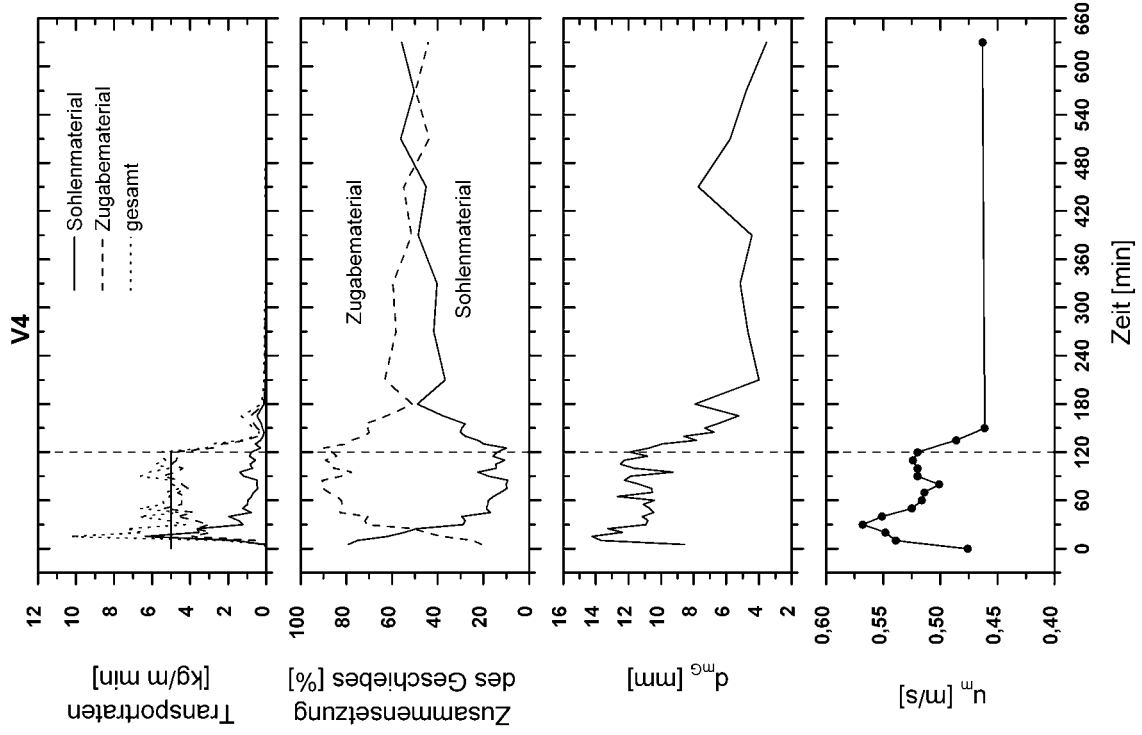 V4
Transportraten
[kg/m min]
12
10
8
6
4
2
0
Sohlenmaterial
Zugabematerial
gesamt
Zusammensetzung
des Geschiebes [%]
100
80
60
40
20
0
Zugabematerial
Sohlenmaterial
d_mG [mm]
14
12
10
8
6
4
2
u_m [m/s]
0,60
0,55
0,50
0,45
0,40
0 60 120 180 240 300 360 420 480 540 600 660
Zeit [min]